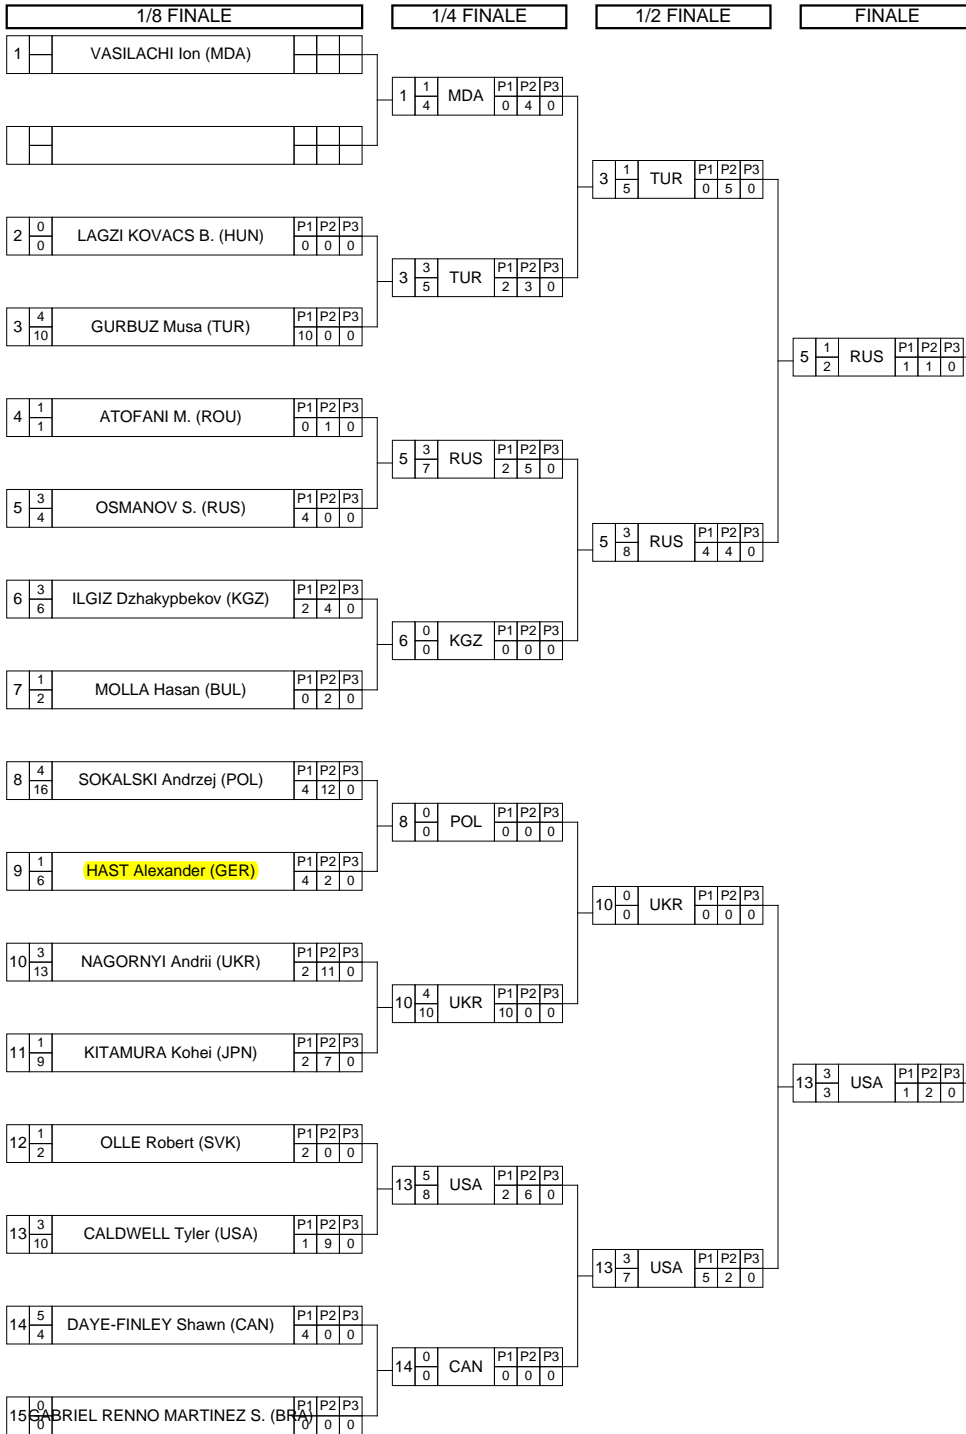 1/8 FINALE 1/4 FINALE 1/2 FINALE FINALE
1 VASILACHI Ion (MDA)
1 1 MDA P1 P2 P3
4 0 4 0
3 1 TUR P1 P2 P3
5 0 5 0
2 0 LAGZI KOVACS B. (HUN) P1 P2 P3
0 0 0 0
3 3 TUR P1 P2 P3
5 2 3 0
3 4 GURBUZ Musa (TUR) P1 P2 P3
10 10 0 0
5 1 RUS P1 P2 P3
2 1 1 0
4 1 ATOFANI M. (ROU) P1 P2 P3
1 0 1 0
5 3 RUS P1 P2 P3
7 2 5 0
5 3 OSMANOV S. (RUS) P1 P2 P3
4 4 0 0
5 3 RUS P1 P2 P3
8 4 4 0
6 3 ILGIZ Dzhakypbekov (KGZ) P1 P2 P3
6 2 4 0
6 0 KGZ P1 P2 P3
0 0 0 0
7 1 MOLLA Hasan (BUL) P1 P2 P3
2 0 2 0
8 4 SOKALSKI Andrzej (POL) P1 P2 P3
16 4 12 0
8 0 POL P1 P2 P3
0 0 0 0
9 1 HAST Alexander (GER) P1 P2 P3
6 4 2 0
10 0 UKR P1 P2 P3
0 0 0 0
10 3 NAGORNYI Andrii (UKR) P1 P2 P3
13 2 11 0
10 4 UKR P1 P2 P3
10 10 0 0
11 1 KITAMURA Kohei (JPN) P1 P2 P3
9 2 7 0
13 3 USA P1 P2 P3
3 1 2 0
12 1 OLLE Robert (SVK) P1 P2 P3
2 2 0 0
13 5 USA P1 P2 P3
8 2 6 0
13 3 CALDWELL Tyler (USA) P1 P2 P3
10 1 9 0
13 3 USA P1 P2 P3
7 5 2 0
14 5 DAYE-FINLEY Shawn (CAN) P1 P2 P3
4 4 0 0
14 0 CAN P1 P2 P3
0 0 0 0
15 0 GABRIEL RENNO MARTINEZ S. (BRA) P1 P2 P3
0 0 0 0